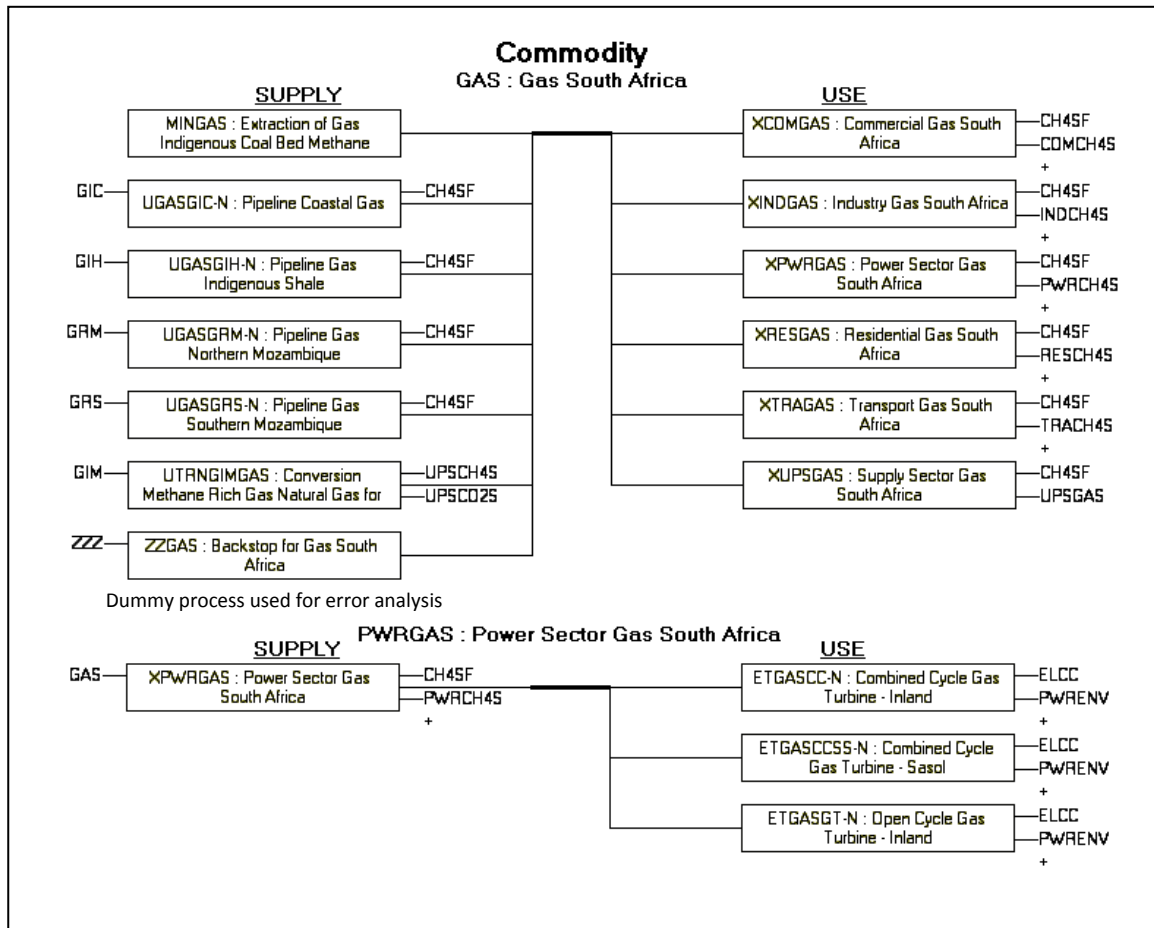 Commodity
GAS : Gas South Africa
SUPPLY
MINGAS : Extraction of Gas
Indigenous Coal Bed Methane
GIC
UGASGIC-N : Pipeline Coastal Gas
CH4SF
GIH
UGASGIH-N : Pipeline Gas
Indigenous Shale
CH4SF
GRM
UGASGRM-N : Pipeline Gas
Northern Mozambique
CH4SF
GRS
UGASGRS-N : Pipeline Gas
Southern Mozambique
CH4SF
GIM
UTRNGIMGAS : Conversion
Methane Rich Gas Natural Gas for
UPSCH4S
UPSCO2S
ZZZ
ZZGAS : Backstop for Gas South
Africa
Dummy process used for error analysis
USE
XCOMGAS : Commercial Gas South
Africa
CH4SF
COMCH4S
+
XINDGAS : Industry Gas South Africa
CH4SF
INDCH4S
+
XPWRGAS : Power Sector Gas
South Africa
CH4SF
PWRCH4S
+
XRESGAS : Residential Gas South
Africa
CH4SF
RESCH4S
+
XTRAGAS : Transport Gas South
Africa
CH4SF
TRACH4S
+
XUPSGAS : Supply Sector Gas
South Africa
CH4SF
UPSGAS
PWRGAS : Power Sector Gas South Africa
SUPPLY
GAS
XPWRGAS : Power Sector Gas
South Africa
CH4SF
PWRCH4S
+
USE
ETGASCC-N : Combined Cycle Gas
Turbine - Inland
ELCC
PWRENV
+
ETGASCCSS-N : Combined Cycle
Gas Turbine - Sasol
ELCC
PWRENV
+
ETGASGT-N : Open Cycle Gas
Turbine - Inland
ELCC
PWRENV
+